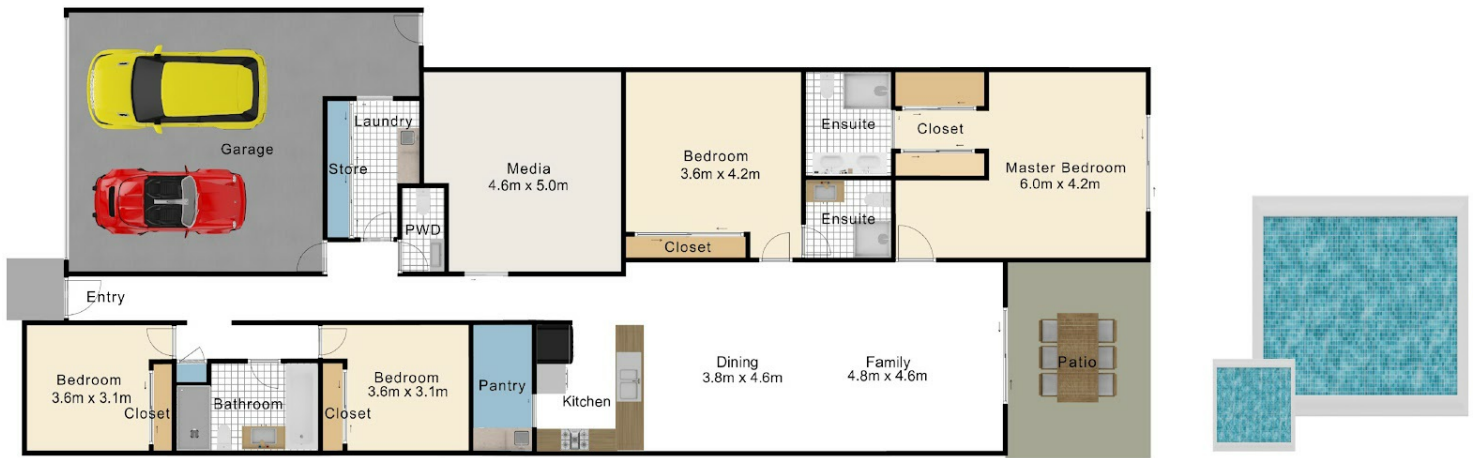 Garage
Laundry
Store
PWD
Media
4.6m x 5.0m
Bedroom
3.6m x 4.2m
Closet
Ensuite
Ensuite
Closet
Master Bedroom
6.0m x 4.2m
Entry
Bedroom
3.6m x 3.1m
Closet
Bathroom
Closet
Bedroom
3.6m x 3.1m
Pantry
Kitchen
Dining
3.8m x 4.6m
Family
4.8m x 4.6m
Patio